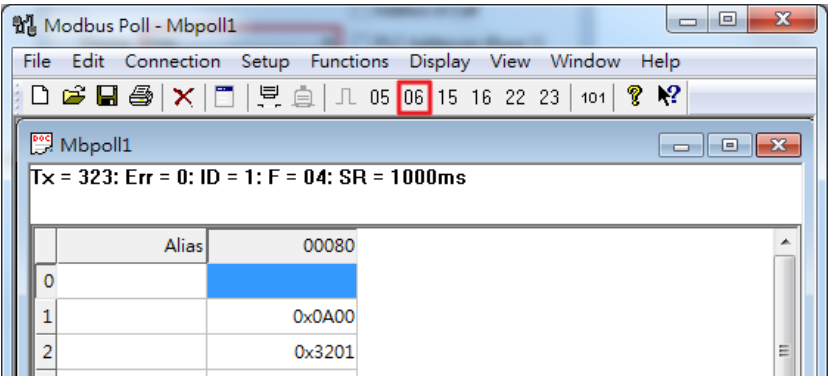 Modbus Poll - Mbpoll1
File Edit Connection Setup Functions Display View Window Help
05 06 15 16 22 23 101
Mbpoll1
Tx = 323: Err = 0: ID = 1: F = 04: SR = 1000ms
Alias 00080
0
1 0x0A00
2 0x3201